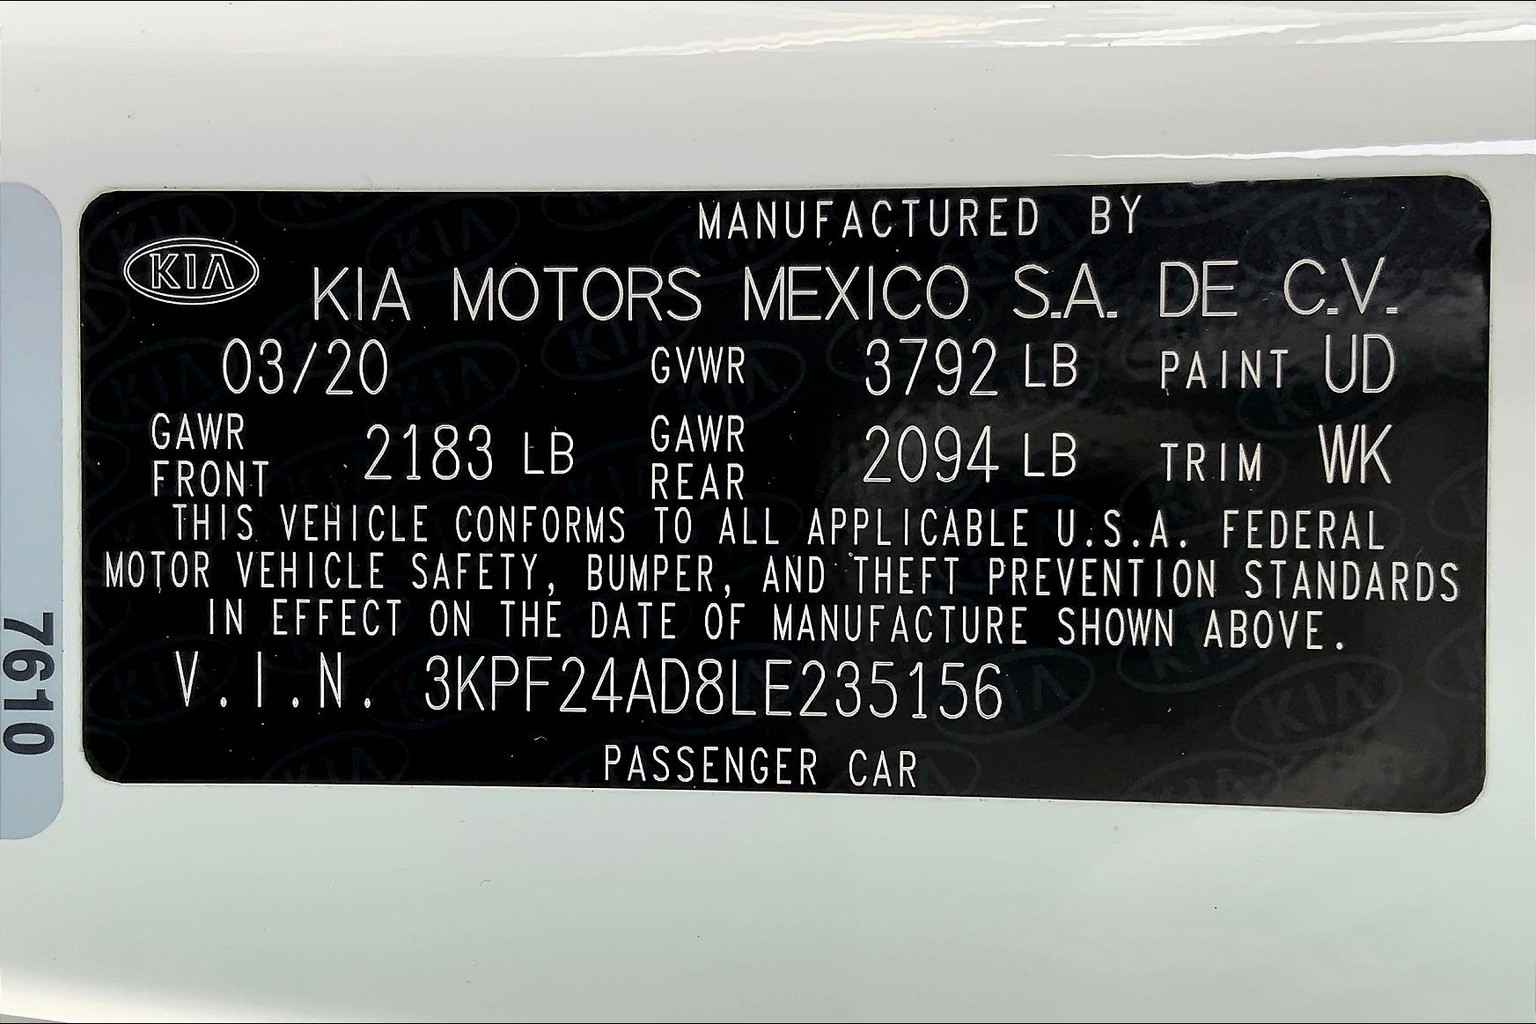 MANUFACTURED BY
KIA
KIA MOTORS MEXICO S.A. DE C.V.
03/20 GVWR 3792 LB PAINT UD
GAWR FRONT 2183 LB GAWR REAR 2094 LB TRIM WK
THIS VEHICLE CONFORMS TO ALL APPLICABLE U.S.A. FEDERAL
MOTOR VEHICLE SAFETY, BUMPER, AND THEFT PREVENTION STANDARDS
IN EFFECT ON THE DATE OF MANUFACTURE SHOWN ABOVE.
V.I.N. 3KPF24AD8LE235156
PASSENGER CAR
7610